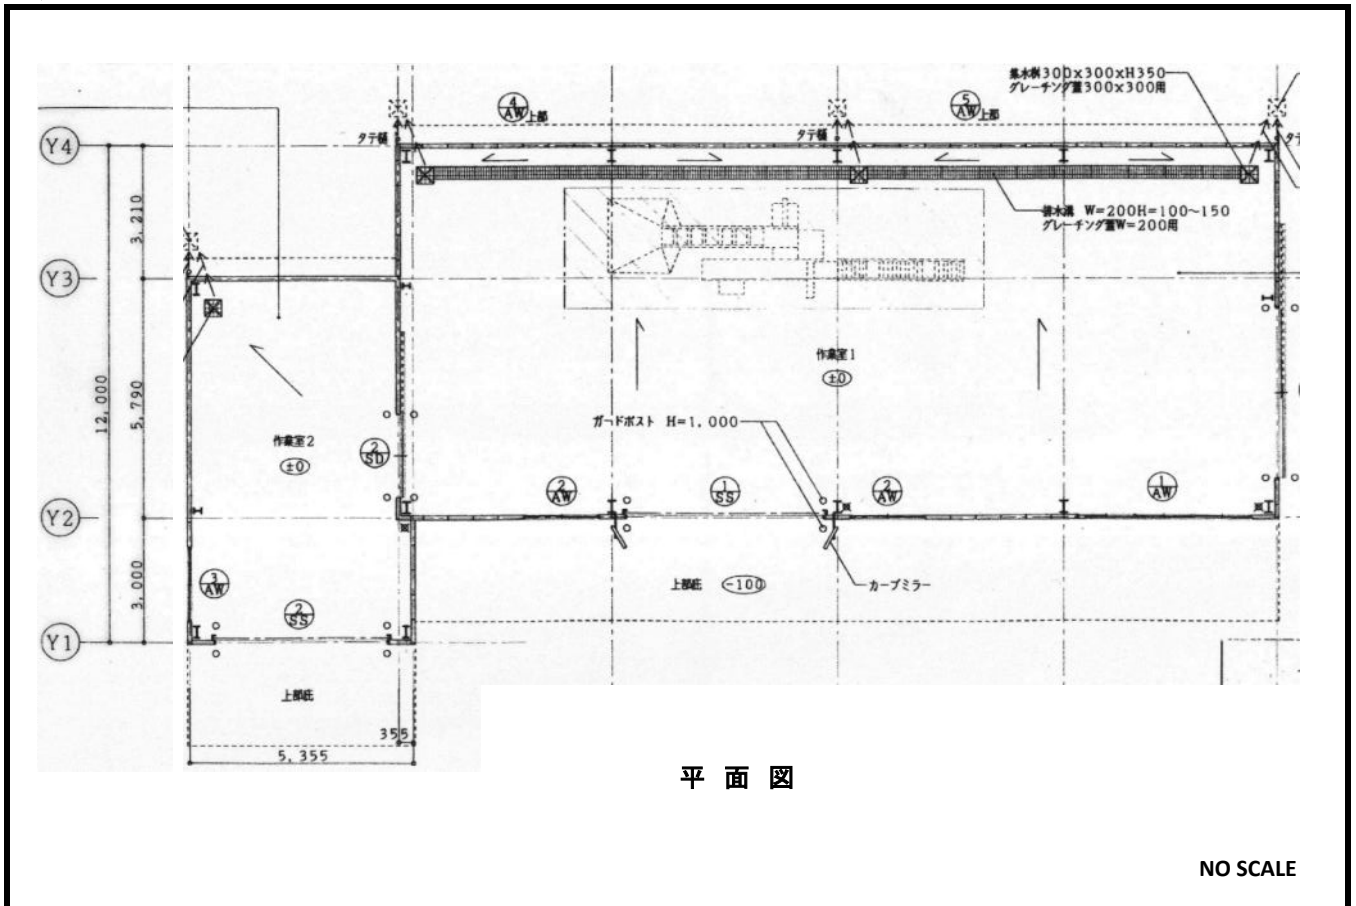 集水桝300x300xH350
グレーチング蓋300x300用
4
AW 上部
5
AW 上部
タテ樋
タテ樋
Y4
3,210
排水溝 W=200H=100~150
グレーチング蓋W=200用
Y3
12,000
5,790
作業室1
±0
ガードポスト H=1,000
作業室2
±0
2
SD
2
AW
1
SS
2
AW
1
AW
Y2
3,000
3
AW
2
SS
上部庇
-100
カーブミラー
Y1
上部庇
355
5,355
平 面 図
NO SCALE